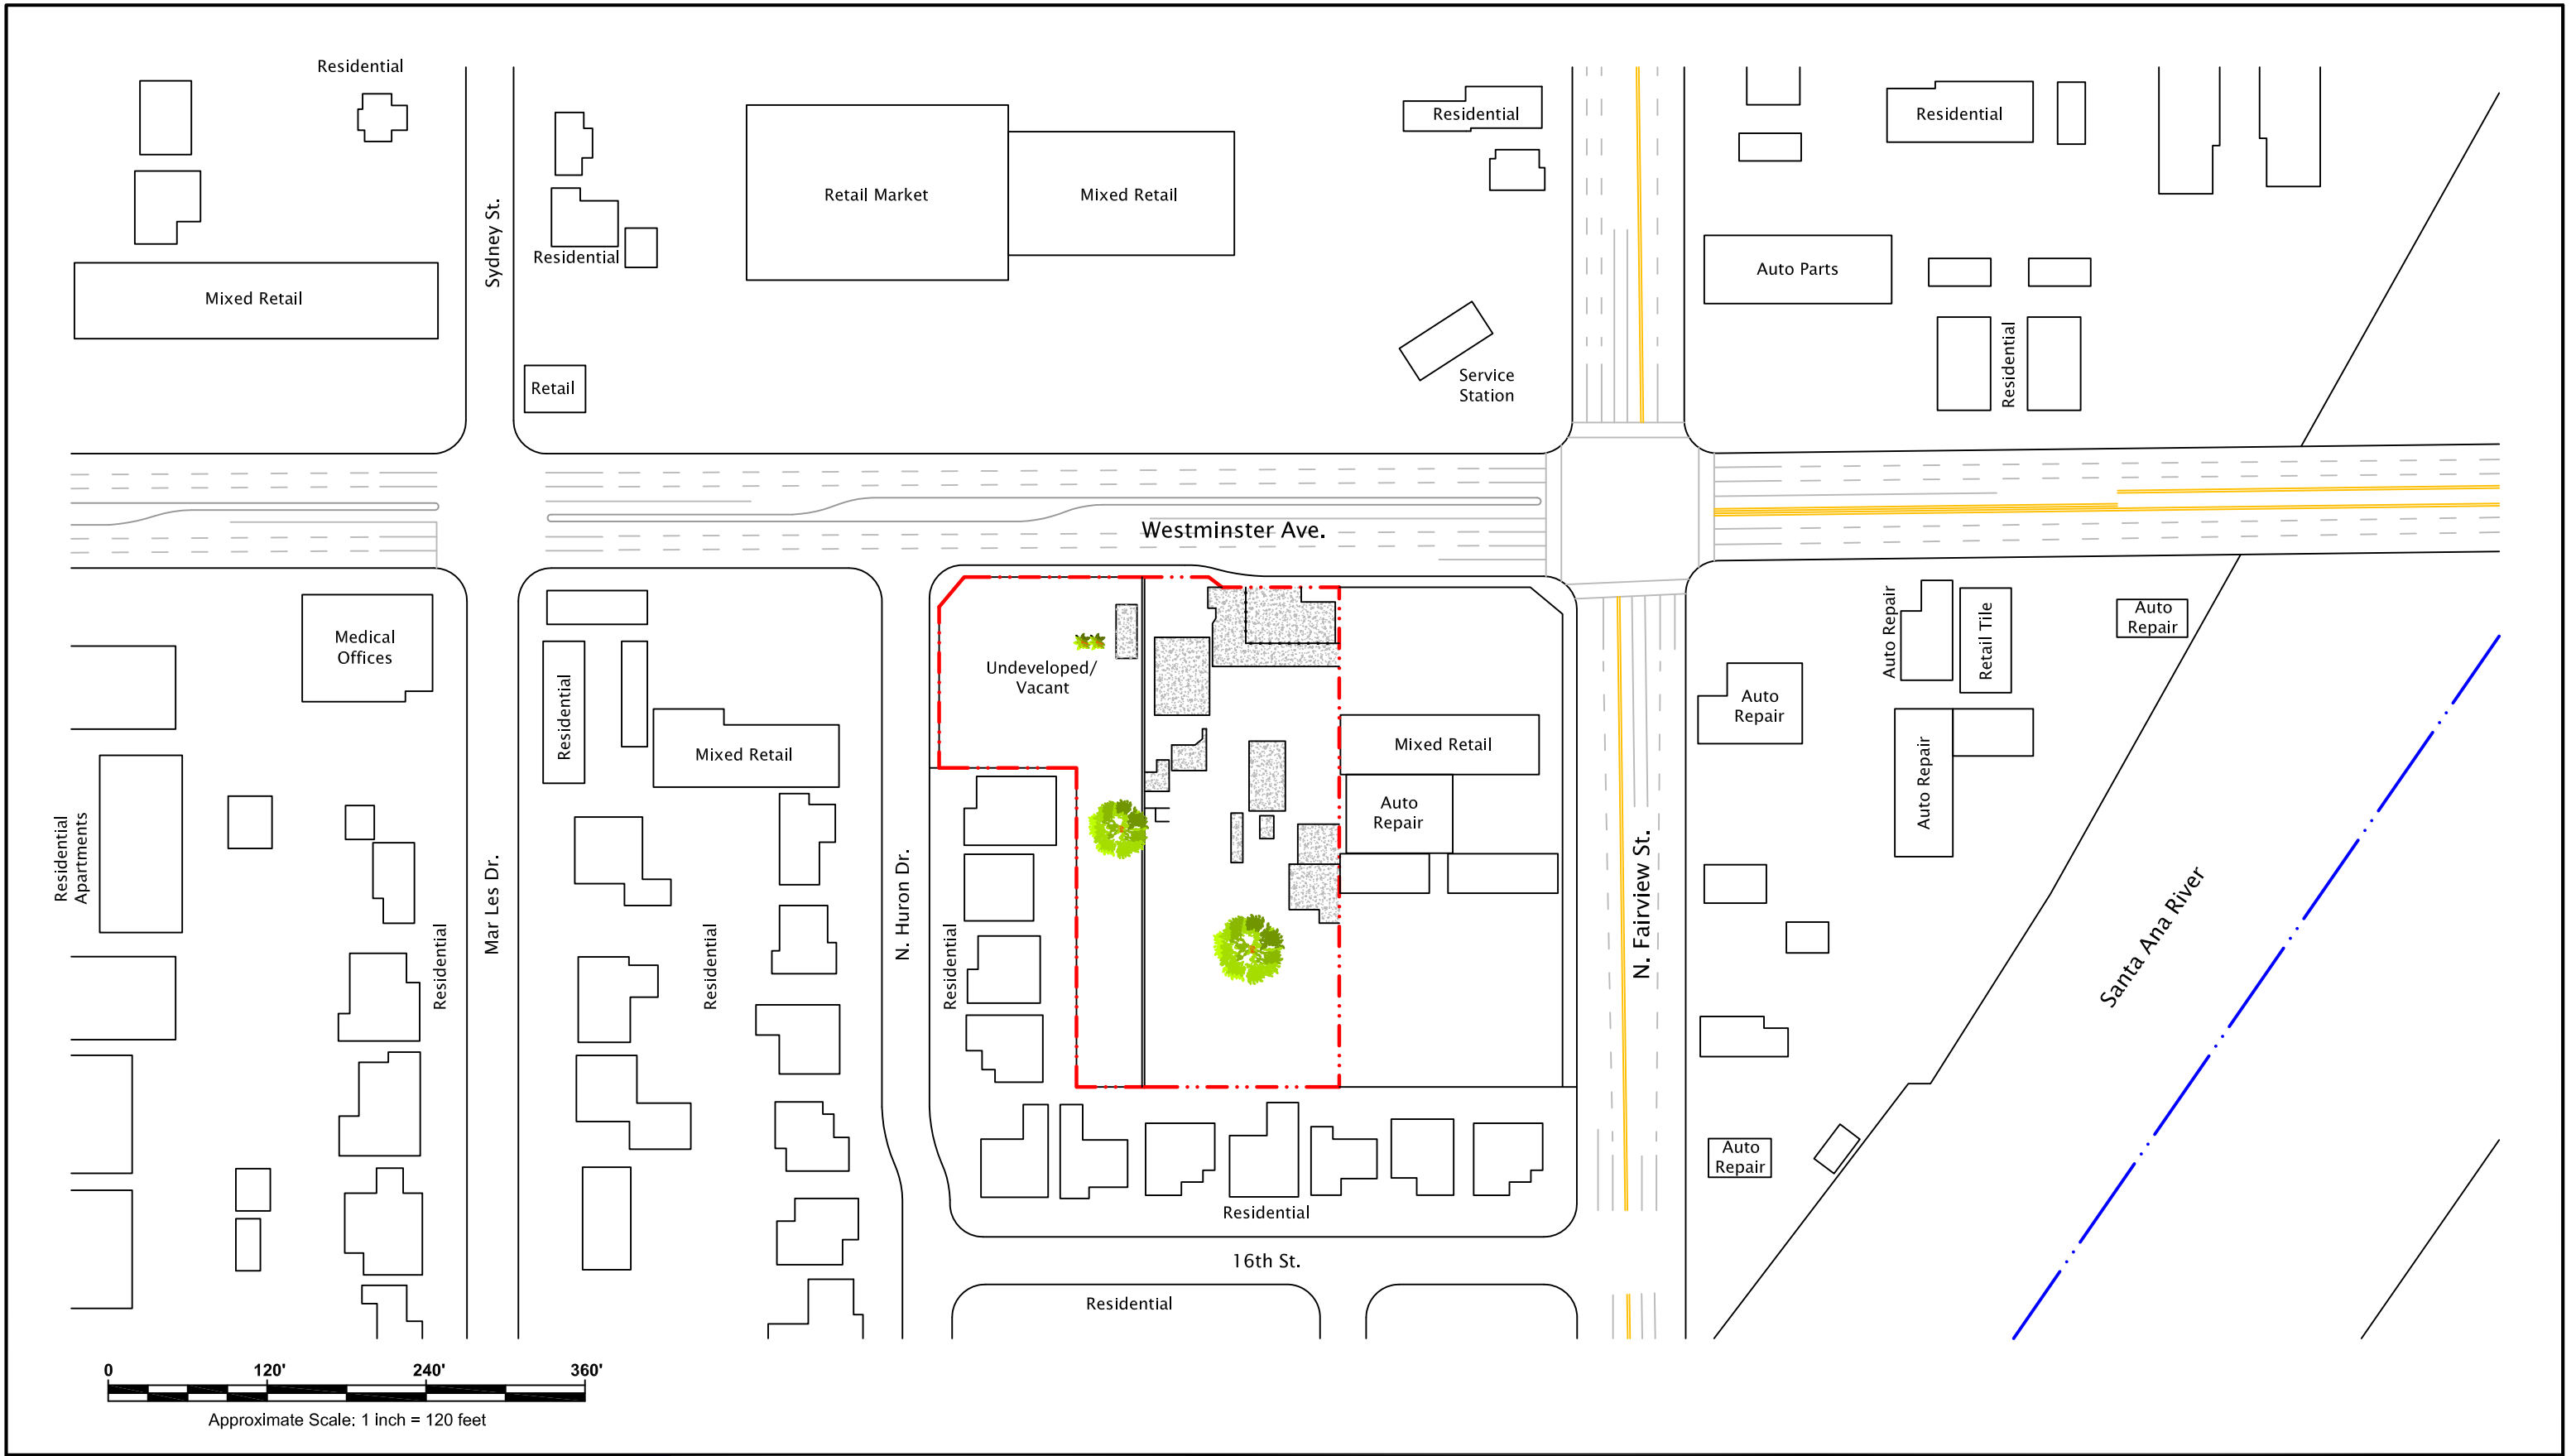 Residential
Residential
Residential
Sydney St.
Retail Market
Mixed Retail
Residential
Auto Parts
Mixed Retail
Residential
Retail
Service
Station
Westminster Ave.
Auto Repair
Retail Tile
Auto
Repair
Medical
Offices
Residential
Undeveloped/
Vacant
Auto
Repair
Mixed Retail
Mixed Retail
Auto
Repair
Auto Repair
Residential
Apartments
Mar Les Dr.
N. Huron Dr.
N. Fairview St.
Santa Ana River
Residential
Residential
Residential
Auto
Repair
Residential
16th St.
Residential
0 120' 240' 360'
Approximate Scale: 1 inch = 120 feet